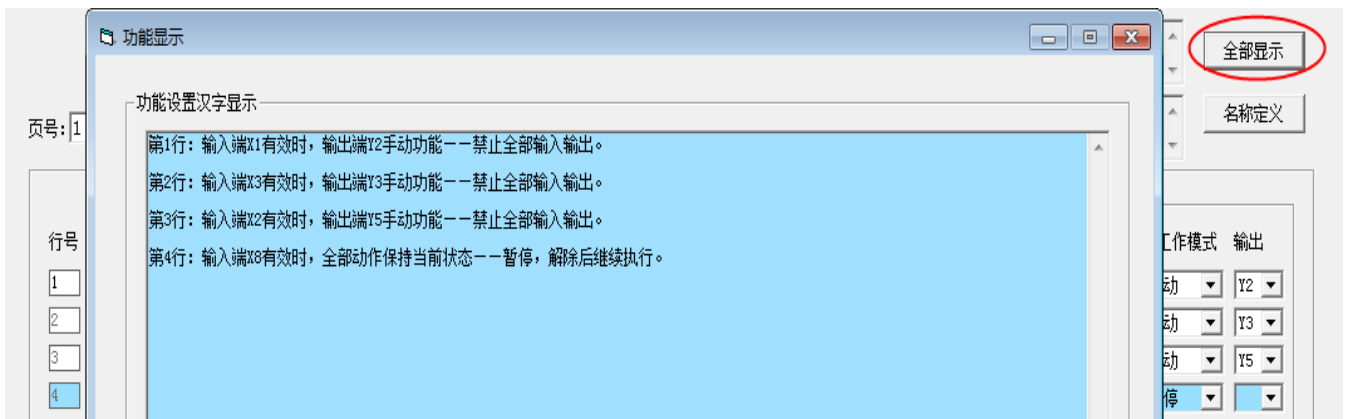 功能显示
全部显示
功能设置汉字显示
名称定义
页号: 1
第1行: 输入端X1有效时, 输出端Y2手动功能——禁止全部输入输出。
第2行: 输入端X3有效时, 输出端Y3手动功能——禁止全部输入输出。
第3行: 输入端X2有效时, 输出端Y5手动功能——禁止全部输入输出。
第4行: 输入端X8有效时, 全部动作保持当前状态——暂停, 解除后继续执行。
行号 工作模式 输出
1 动 Y2
2 动 Y3
3 动 Y5
4 停